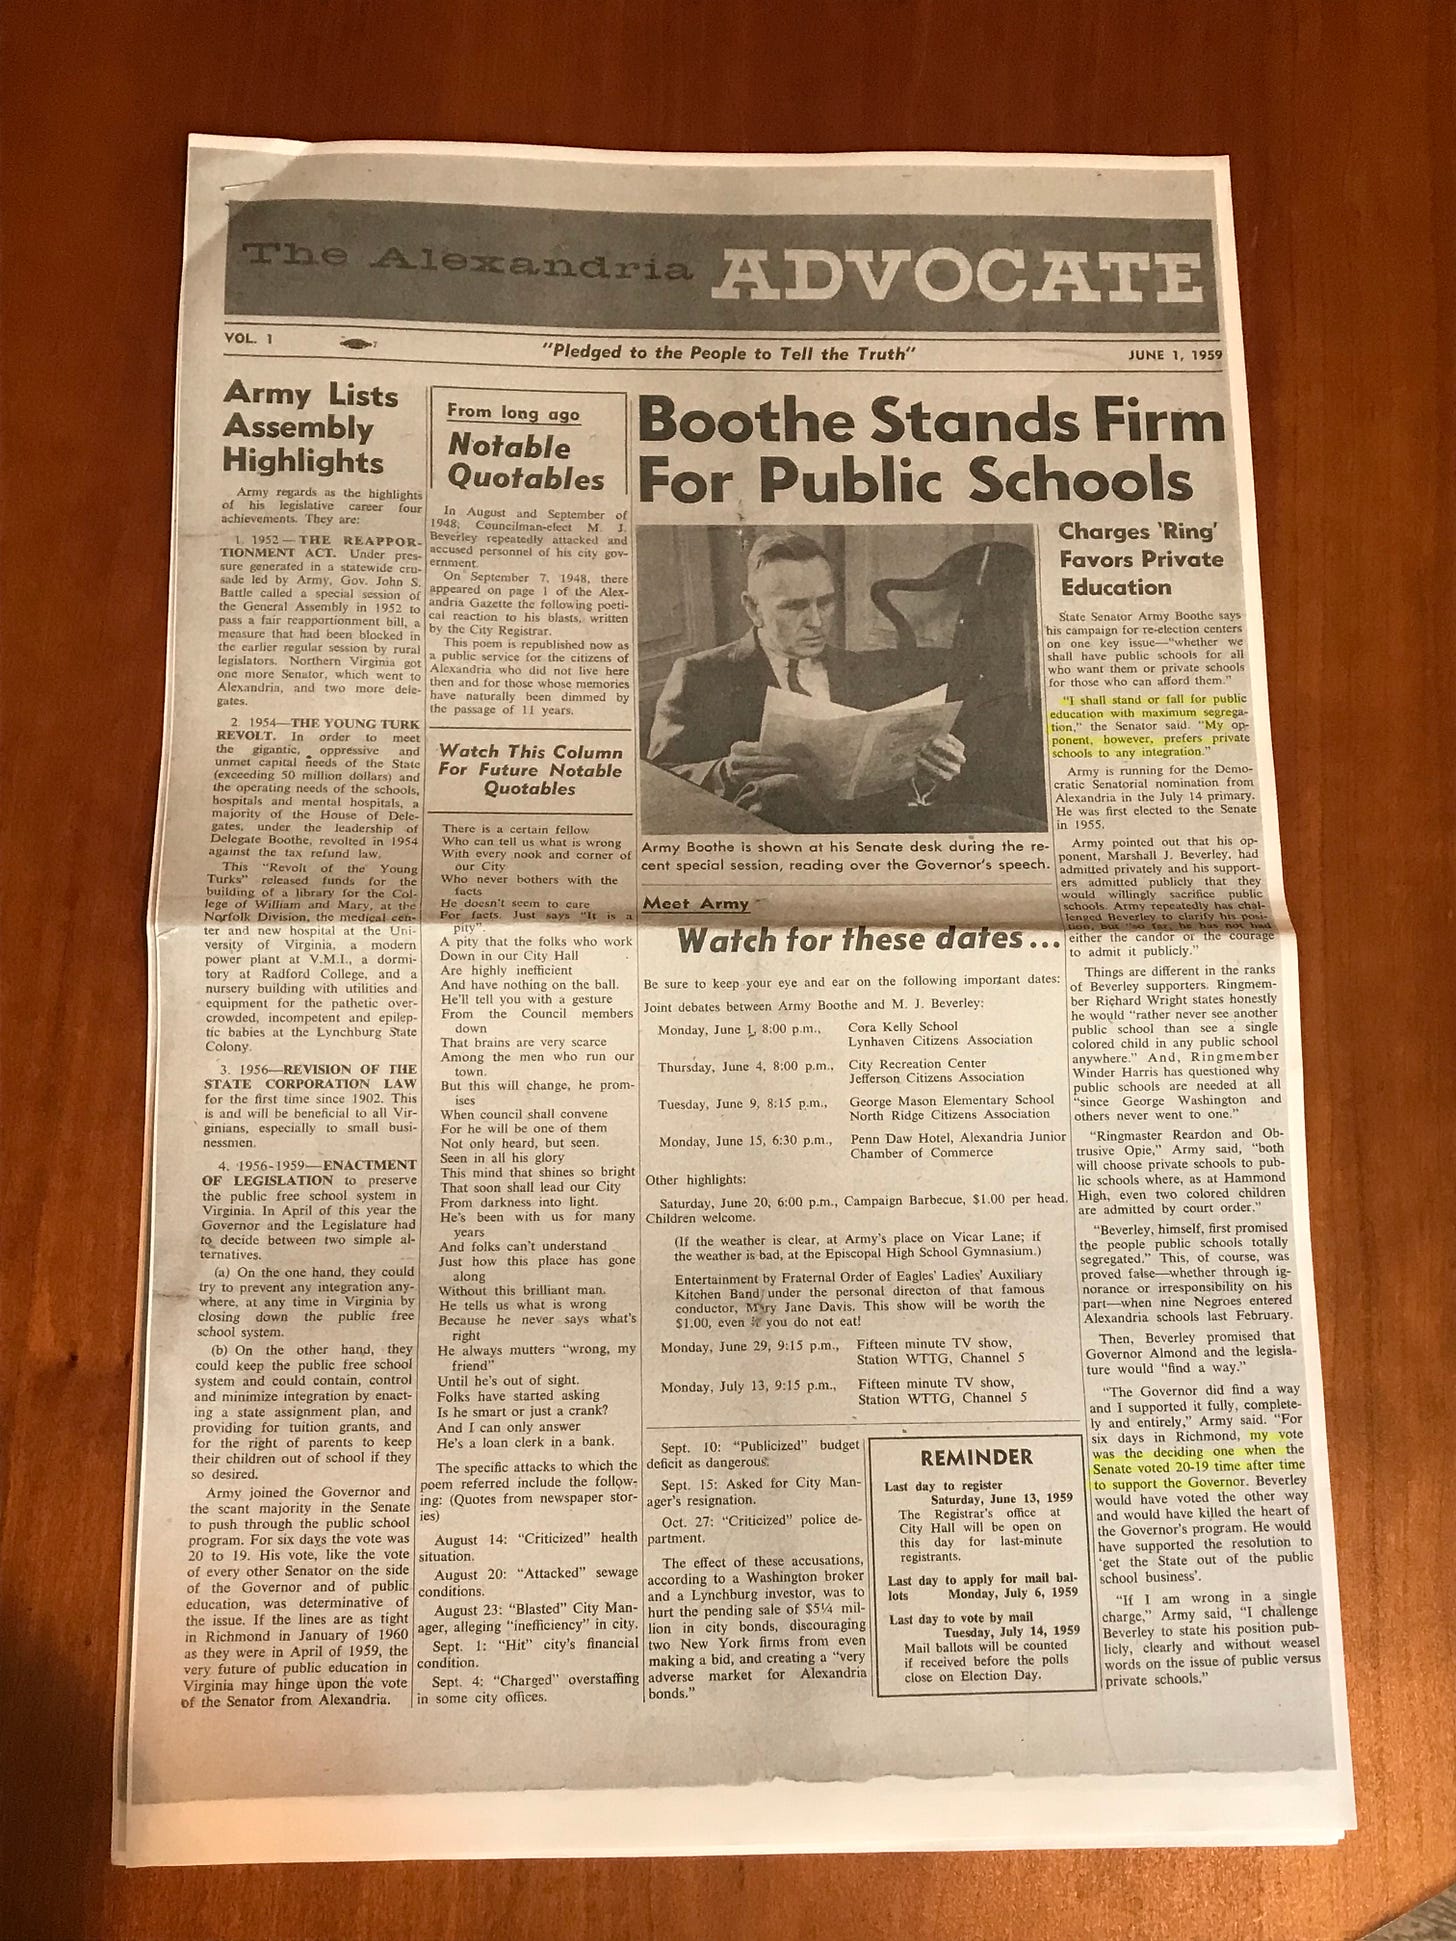 The Alexandria ADVOCATE
VOL. 1
"Pledged to the People to Tell the Truth"
JUNE 1, 1959
Army Lists
Assembly
Highlights
Army regards as the highlights
of his legislative career four
achievements. They are:
1. 1952 — THE REAPPOR-
TIONMENT ACT. Under pres-
sure generated in a statewide cru-
sade led by Army, Gov. John S.
Battle called a special session of
the General Assembly in 1952 to
pass a fair reapportionment bill, a
measure that had been blocked in
the earlier regular session by rural
legislators. Northern Virginia got
one more Senator, which went to
Alexandria, and two more dele-
gates.
2. 1954—THE YOUNG TURK
REVOLT. In order to meet
the gigantic, oppressive and
unmet capital needs of the State
(exceeding 50 million dollars) and
the operating needs of the schools,
hospitals and mental hospitals, a
majority of the House of Dele-
gates, under the leadership of
Delegate Boothe, revolted in 1954
against the tax refund law.
This "Revolt of the Young
Turks" released funds for the
building of a library for the Col-
lege of William and Mary, at the
Norfolk Division, the medical cen-
ter and new hospital at the Uni-
versity of Virginia, a modern
power plant at V.M.I., a dormi-
tory at Radford College, and a
nursery building with utilities and
equipment for the pathetic over-
crowded, incompetent and epilep-
tic babies at the Lynchburg State
Colony.
3. 1956—REVISION OF THE
STATE CORPORATION LAW
for the first time since 1902. This
is and will be beneficial to all Vir-
ginians, especially to small busi-
nessmen.
4. 1956-1959—ENACTMENT
OF LEGISLATION to preserve
the public free school system in
Virginia. In April of this year the
Governor and the Legislature had
to decide between two simple al-
ternatives.
(a) On the one hand, they could
try to prevent any integration any-
where, at any time in Virginia by
closing down the public free
school system.
(b) On the other hand, they
could keep the public free school
system and could contain, control
and minimize integration by enact-
ing a state assignment plan, and
providing for tuition grants, and
for the right of parents to keep
their children out of school if they
so desired.
Army joined the Governor and
the scant majority in the Senate
to push through the public school
program. For six days the vote was
20 to 19. His vote, like the vote
of every other Senator on the side
of the Governor and of public
education, was determinative of
the issue. If the lines are as tight
in Richmond in January of 1960
as they were in April of 1959, the
very future of public education in
Virginia may hinge upon the vote
of the Senator from Alexandria.
From long ago
Notable
Quotables
In August and September of
1948, Councilman-elect M. J.
Beverley repeatedly attacked and
accused personnel of his city gov-
ernment.
On September 7, 1948, there
appeared on page 1 of the Alex-
andria Gazette the following poeti-
cal reaction to his blasts, written
by the City Registrar.
This poem is republished now as
a public service for the citizens of
Alexandria who did not live here
then and for those whose memories
have naturally been dimmed by
the passage of 11 years.
Watch This Column
For Future Notable
Quotables
There is a certain fellow
Who can tell us what is wrong
With every nook and corner of
our City
Who never bothers with the
facts
He doesn't seem to care
For facts. Just says "It is a
pity".
A pity that the folks who work
Down in our City Hall
Are highly inefficient
And have nothing on the ball.
He'll tell you with a gesture
From the Council members
down
That brains are very scarce
Among the men who run our
town.
But this will change, he prom-
ises
When council shall convene
For he will be one of them
Not only heard, but seen.
Seen in all his glory
This mind that shines so bright
That soon shall lead our City
From darkness into light.
He's been with us for many
years
And folks can't understand
Just how this place has gone
along
Without this brilliant man.
He tells us what is wrong
Because he never says what's
right
He always mutters "wrong, my
friend"
Until he's out of sight.
Folks have started asking
Is he smart or just a crank?
And I can only answer
He's a loan clerk in a bank.
The specific attacks to which the
poem referred include the follow-
ing: (Quotes from newspaper stor-
ies)
August 14: "Criticized" health
situation.
August 20: "Attacked" sewage
conditions.
August 23: "Blasted" City Man-
ager, alleging "inefficiency" in city.
Sept. 1: "Hit" city's financial
condition.
Sept. 4: "Charged" overstaffing
in some city offices.
Sept. 10: "Publicized" budget
deficit as dangerous.
Sept. 15: Asked for City Man-
ager's resignation.
Oct. 27: "Criticized" police de-
partment.
The effect of these accusations,
according to a Washington broker
and a Lynchburg investor, was to
hurt the pending sale of $5¼ mil-
lion in city bonds, discouraging
two New York firms from even
making a bid, and creating a "very
adverse market for Alexandria
bonds."
Boothe Stands Firm
For Public Schools
Army Boothe is shown at his Senate desk during the re-
cent special session, reading over the Governor's speech.
Meet Army
Watch for these dates...
Be sure to keep your eye and ear on the following important dates:
Joint debates between Army Boothe and M. J. Beverley:
Monday, June 1, 8:00 p.m., Cora Kelly School
Lynhaven Citizens Association
Thursday, June 4, 8:00 p.m., City Recreation Center
Jefferson Citizens Association
Tuesday, June 9, 8:15 p.m., George Mason Elementary School
North Ridge Citizens Association
Monday, June 15, 6:30 p.m., Penn Daw Hotel, Alexandria Junior
Chamber of Commerce
Other highlights:
Saturday, June 20, 6:00 p.m., Campaign Barbecue, $1.00 per head.
Children welcome.
(If the weather is clear, at Army's place on Vicar Lane; if
the weather is bad, at the Episcopal High School Gymnasium.)
Entertainment by Fraternal Order of Eagles' Ladies' Auxiliary
Kitchen Band under the personal directon of that famous
conductor, Mary Jane Davis. This show will be worth the
$1.00, even if you do not eat!
Monday, June 29, 9:15 p.m., Fifteen minute TV show,
Station WTTG, Channel 5
Monday, July 13, 9:15 p.m., Fifteen minute TV show,
Station WTTG, Channel 5
REMINDER
Last day to register
Saturday, June 13, 1959
The Registrar's office at
City Hall will be open on
this day for last-minute
registrants.
Last day to apply for mail bal-
lots Monday, July 6, 1959
Last day to vote by mail
Tuesday, July 14, 1959
Mail ballots will be counted
if received before the polls
close on Election Day.
Charges 'Ring'
Favors Private
Education
State Senator Army Boothe says
his campaign for re-election centers
on one key issue—"whether we
shall have public schools for all
who want them or private schools
for those who can afford them."
"I shall stand or fall for public
education with maximum segrega-
tion," the Senator said. "My op-
ponent, however, prefers private
schools to any integration."
Army is running for the Demo-
cratic Senatorial nomination from
Alexandria in the July 14 primary.
He was first elected to the Senate
in 1955.
Army pointed out that his op-
ponent, Marshall J. Beverley, had
admitted privately and his support-
ers admitted publicly that they
would willingly sacrifice public
schools. Army repeatedly has chal-
lenged Beverley to clarify his posi-
tion, but "so far, he has not had
either the candor or the courage
to admit it publicly."
Things are different in the ranks
of Beverley supporters. Ringmem-
ber Richard Wright states honestly
he would "rather never see another
public school than see a single
colored child in any public school
anywhere." And, Ringmember
Winder Harris has questioned why
public schools are needed at all
"since George Washington and
others never went to one."
"Ringmaster Reardon and Ob-
trusive Opie," Army said, "both
will choose private schools to pub-
lic schools where, as at Hammond
High, even two colored children
are admitted by court order."
"Beverley, himself, first promised
the people public schools totally
segregated." This, of course, was
proved false—whether through ig-
norance or irresponsibility on his
part—when nine Negroes entered
Alexandria schools last February.
Then, Beverley promised that
Governor Almond and the legisla-
ture would "find a way."
"The Governor did find a way
and I supported it fully, complete-
ly and entirely," Army said. "For
six days in Richmond, my vote
was the deciding one when the
Senate voted 20-19 time after time
to support the Governor. Beverley
would have voted the other way
and would have killed the heart of
the Governor's program. He would
have supported the resolution to
'get the State out of the public
school business'.
"If I am wrong in a single
charge," Army said, "I challenge
Beverley to state his position pub-
licly, clearly and without weasel
words on the issue of public versus
private schools."